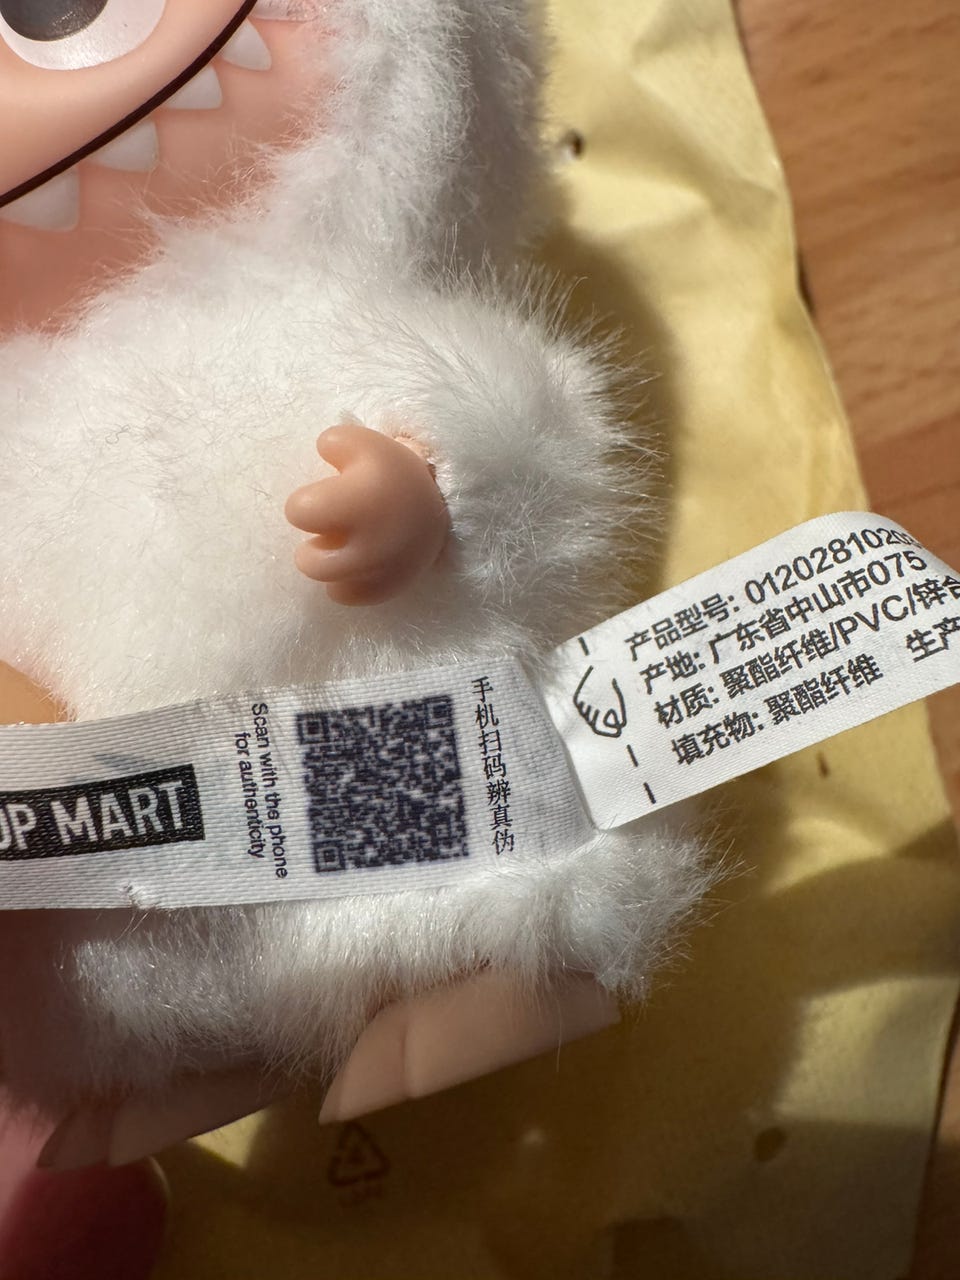 UP MART
Scan with the phone
for authenticity
手机扫码辨真伪
产品型号: 0120281020
产地: 广东省中山市075
材质: 聚酯纤维/PVC/锌合
填充物: 聚酯纤维 生产